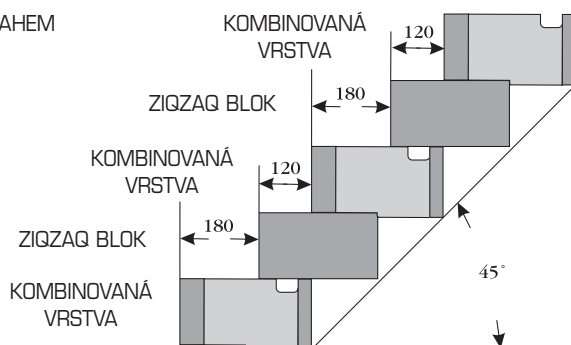 AHEM
KOMBINOVANÁ
VRSTVA
120
ZIQZAQ BLOK
180
KOMBINOVANÁ
VRSTVA
120
ZIQZAQ BLOK
180
45°
KOMBINOVANÁ
VRSTVA